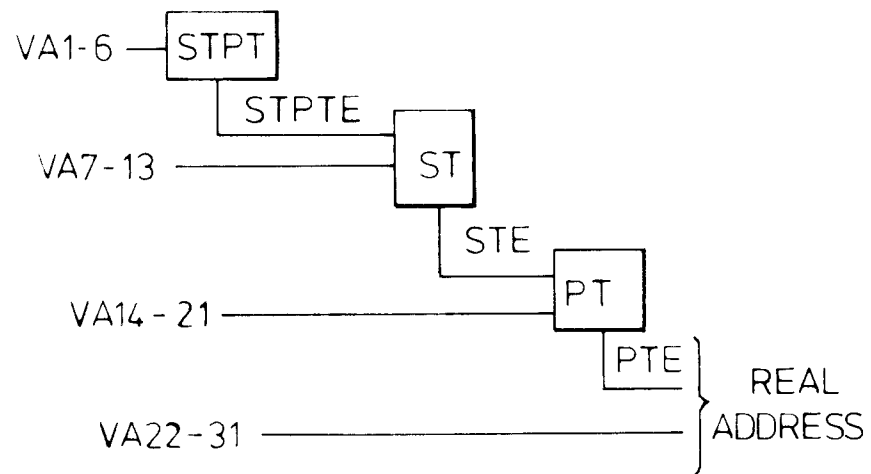 VA1-6
STPT
STPTE
VA7-13
ST
STE
VA14-21
PT
PTE
REAL
ADDRESS
VA22-31